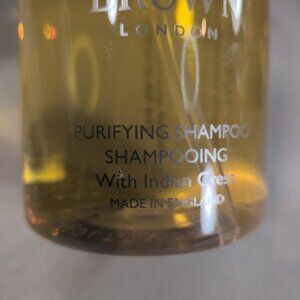 BROWN
LONDON
PURIFYING SHAMPOO
SHAMPOOING
With Indian Cress
MADE IN ENGLAND